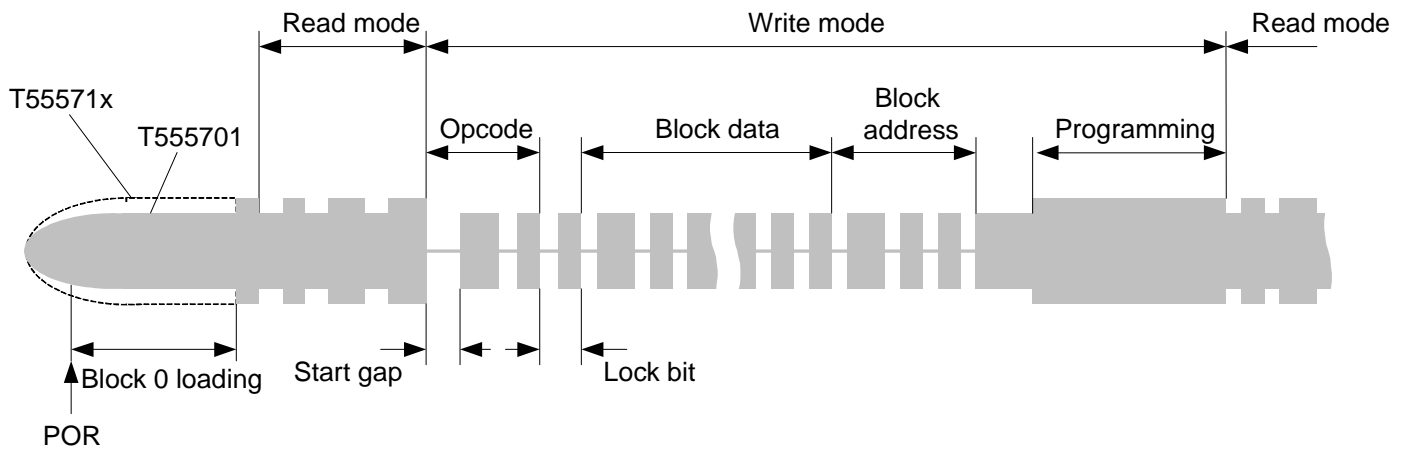 Read mode
Write mode
Read mode
T55571x
T555701
Opcode
Block data
Block
address
Programming
Block 0 loading
Start gap
Lock bit
POR